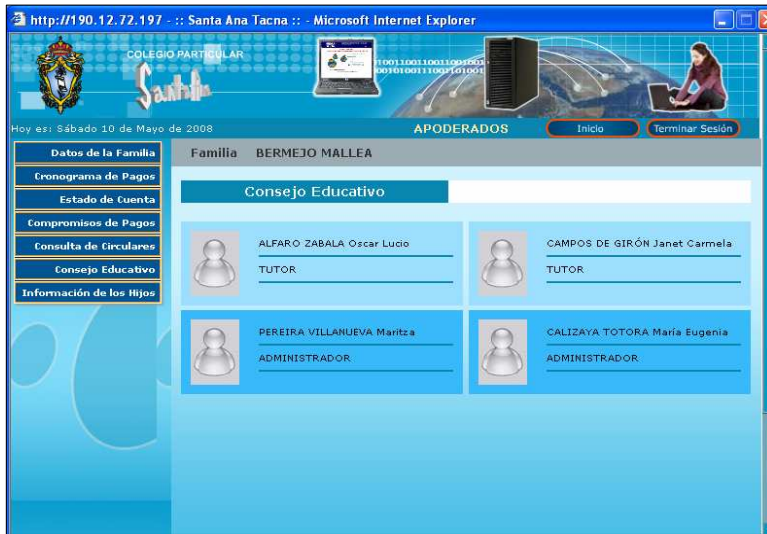 http://190.12.72.197 - :: Santa Ana Tacna :: - Microsoft Internet Explorer
COLEGIO PARTICULAR
Santa Ana
Hoy es: Sábado 10 de Mayo de 2008
APODERADOS
Inicio
Terminar Sesión
Datos de la Familia
Cronograma de Pagos
Estado de Cuenta
Compromisos de Pagos
Consulta de Circulares
Consejo Educativo
Información de los Hijos
Familia BERMEJO MALLEA
Consejo Educativo
ALFARO ZABALA Oscar Lucio
TUTOR
CAMPOS DE GIRÓN Janet Carmela
TUTOR
PEREIRA VILLANUEVA Maritza
ADMINISTRADOR
CALIZAYA TOTORA María Eugenia
ADMINISTRADOR